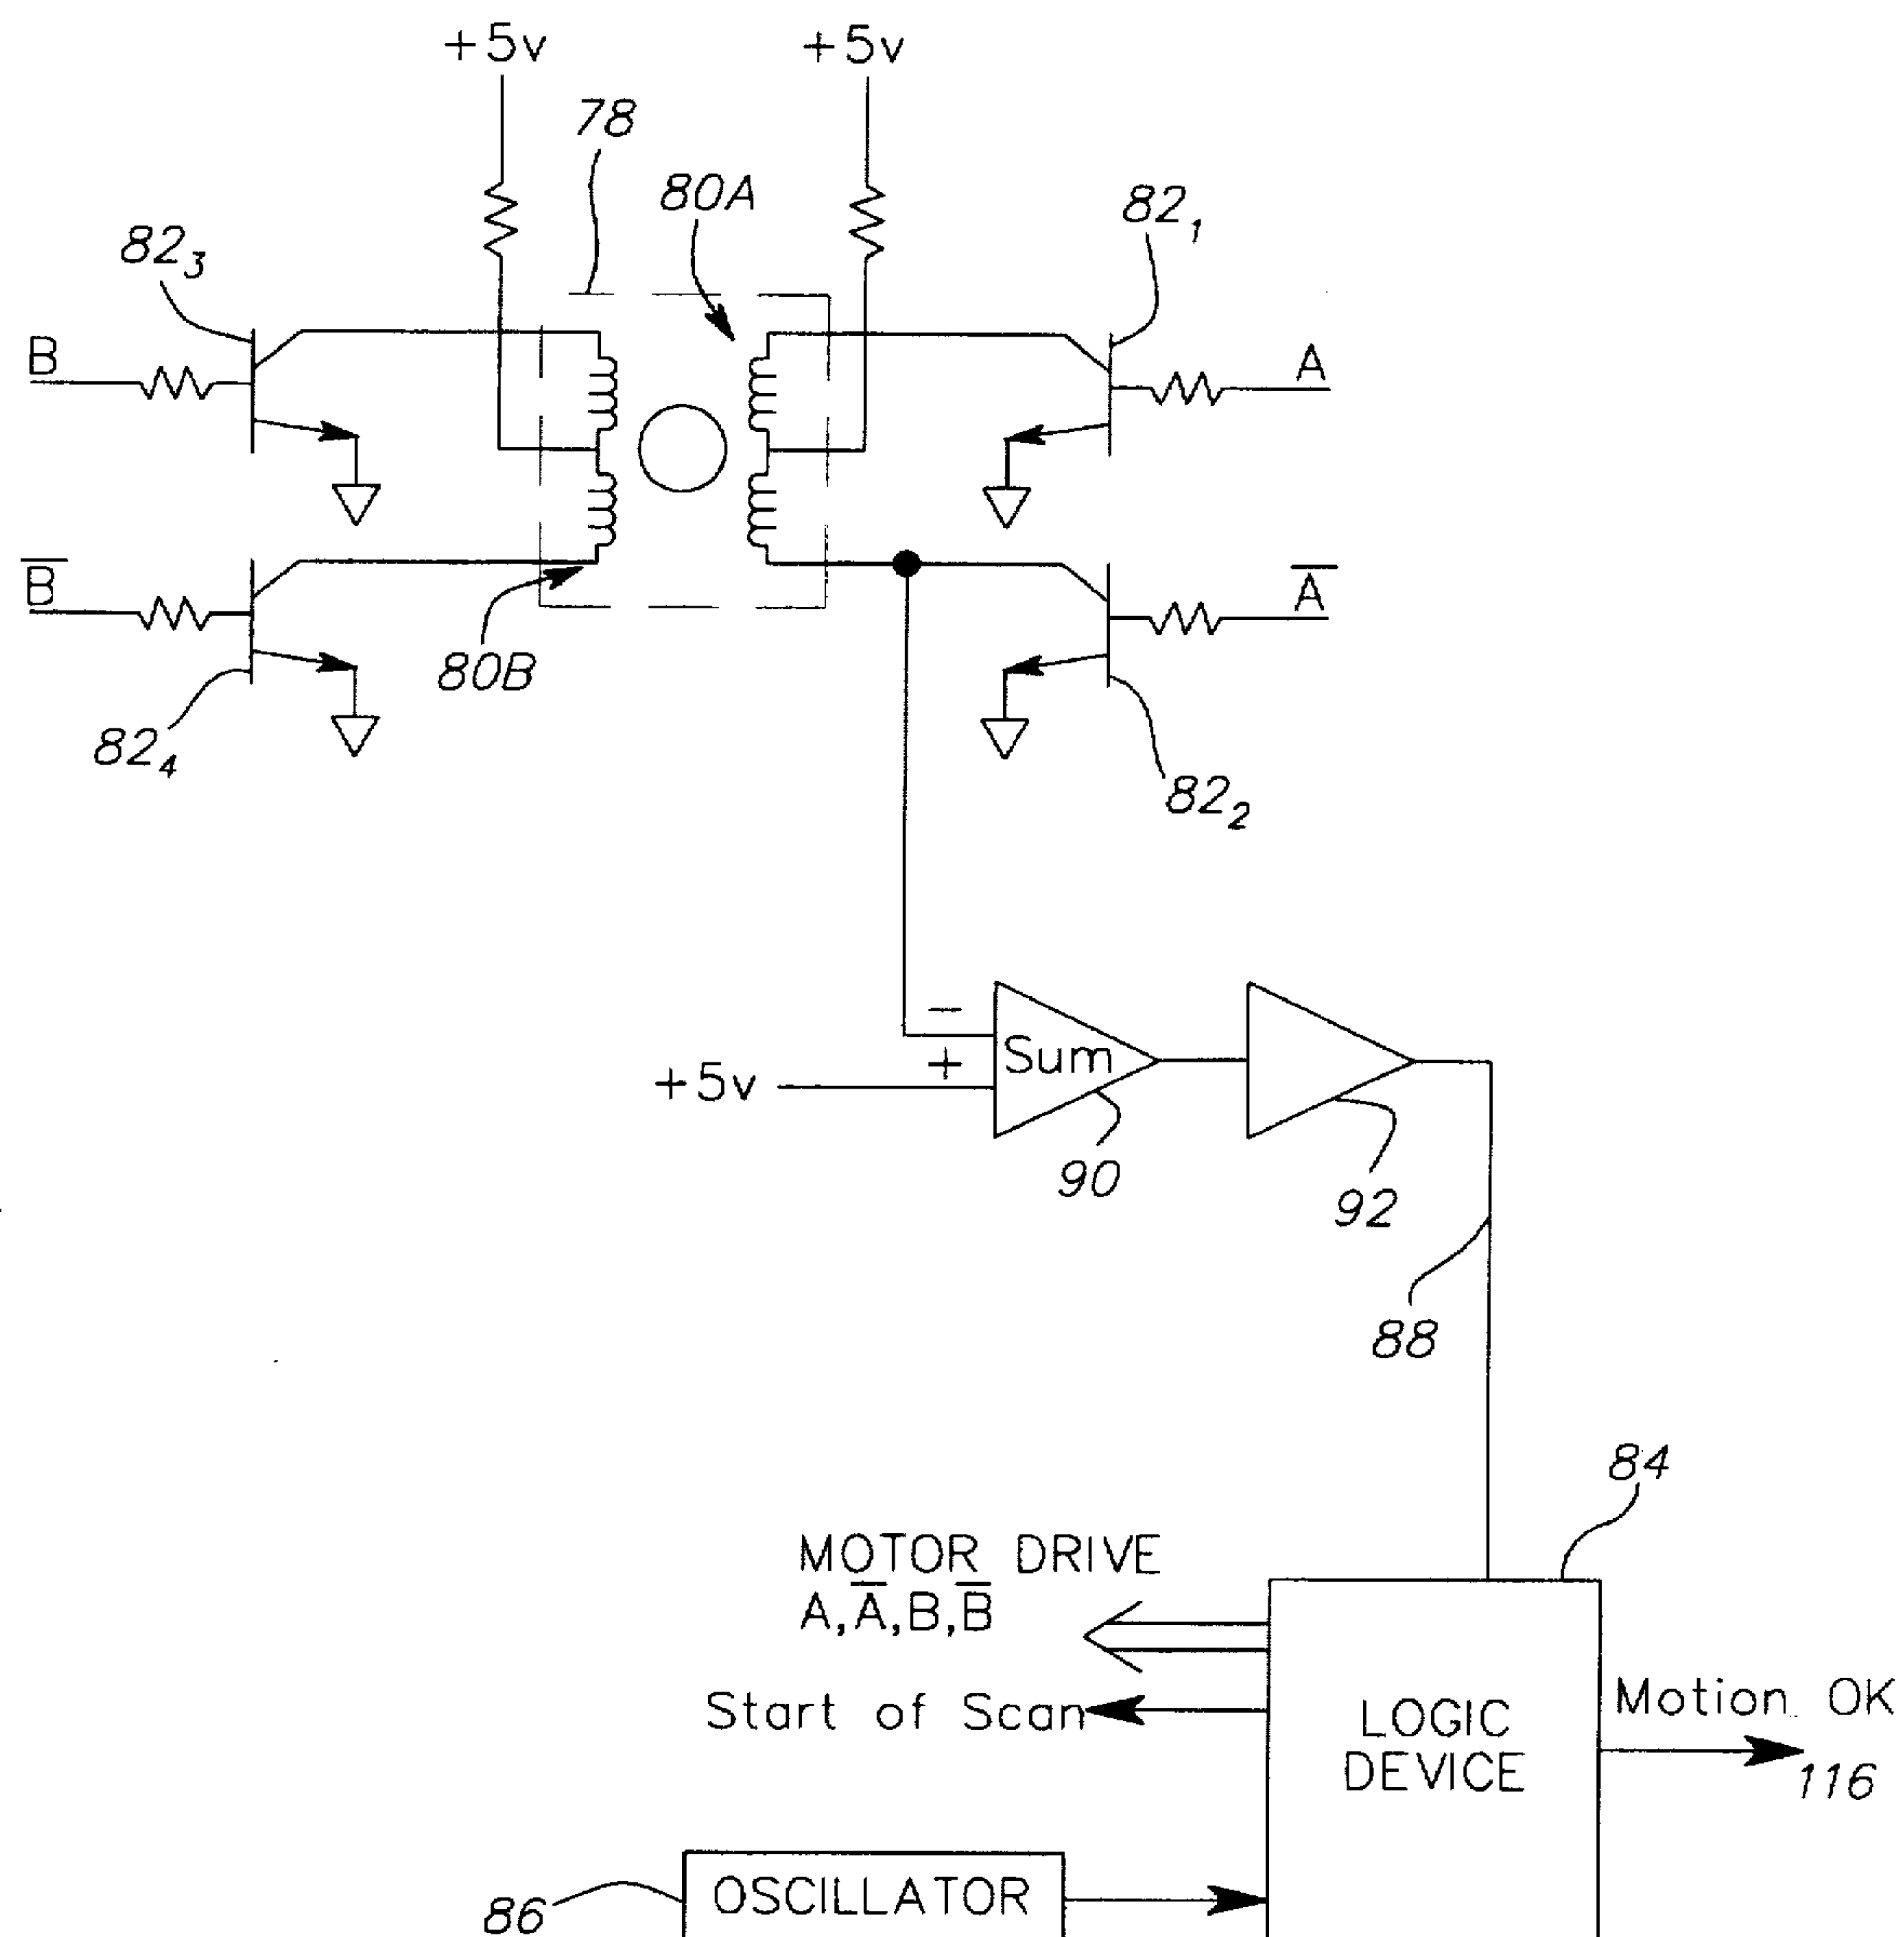 +5v
+5v
78
80A
82₁
82₃
B
A
B̅
A̅
80B
82₄
82₂
−
+
Sum
+5v
90
92
88
84
MOTOR DRIVE
A,A̅,B,B̅
Start of Scan
LOGIC
DEVICE
Motion OK
116
OSCILLATOR
86